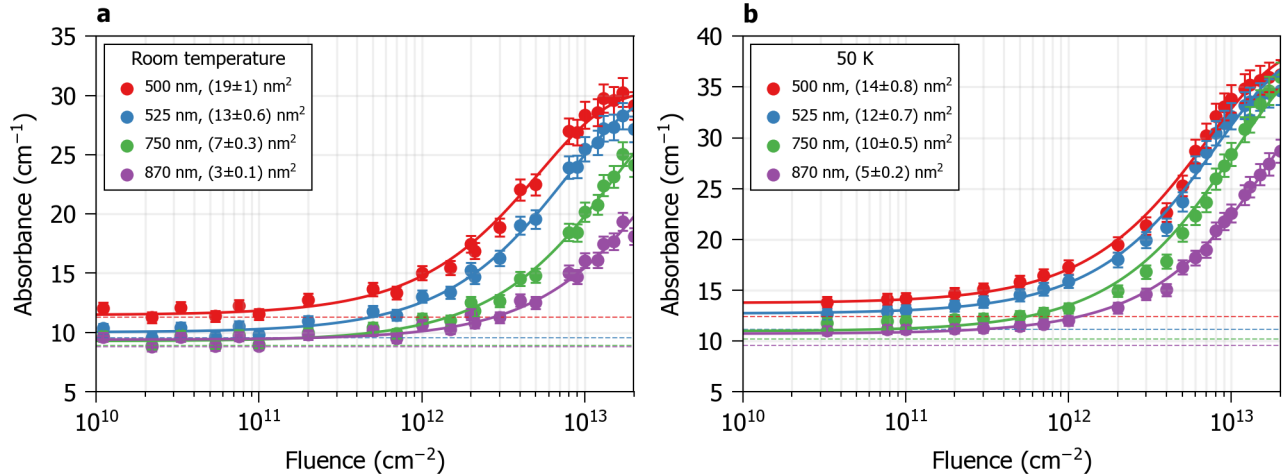 a
35
30
25
20
15
10
5
Absorbance (cm⁻¹)
Room temperature
500 nm, (19±1) nm²
525 nm, (13±0.6) nm²
750 nm, (7±0.3) nm²
870 nm, (3±0.1) nm²
10¹⁰
10¹¹
10¹²
10¹³
Fluence (cm⁻²)
b
40
35
30
25
20
15
10
5
Absorbance (cm⁻¹)
50 K
500 nm, (14±0.8) nm²
525 nm, (12±0.7) nm²
750 nm, (10±0.5) nm²
870 nm, (5±0.2) nm²
10¹⁰
10¹¹
10¹²
10¹³
Fluence (cm⁻²)